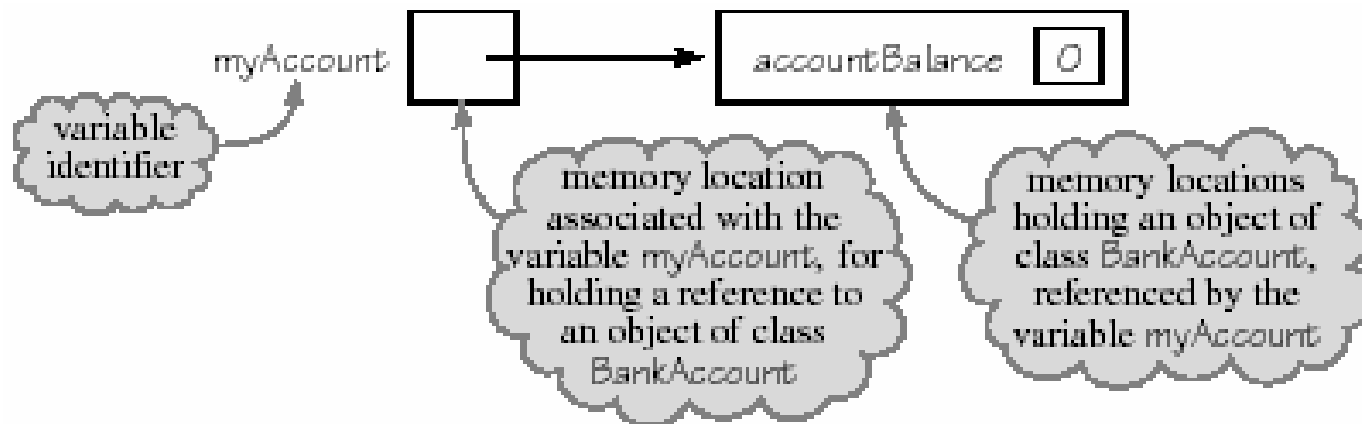 myAccount
accountBalance 0
variable
identifier
memory location
associated with the
variable myAccount, for
holding a reference to
an object of class
BankAccount
memory locations
holding an object of
class BankAccount,
referenced by the
variable myAccount